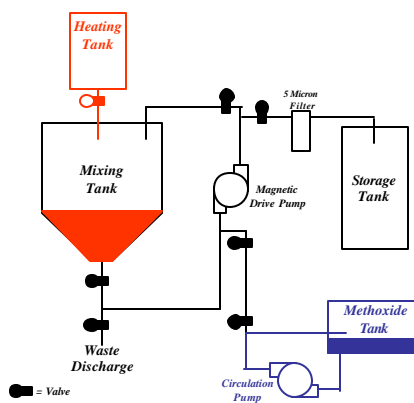 Heating
Tank
5 Micron
Filter
Mixing
Tank
Magnetic
Drive Pump
Storage
Tank
Methoxide
Tank
Waste
Discharge
Circulation
Pump
= Valve